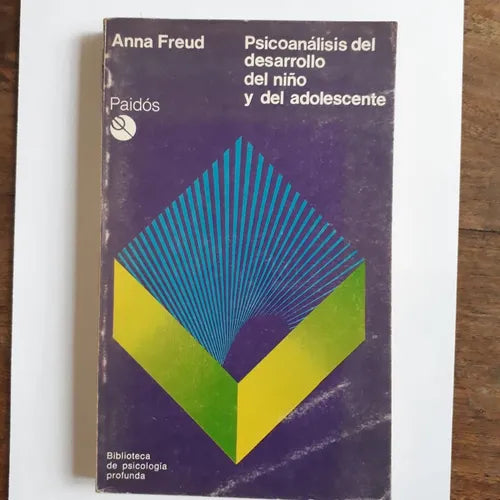 Anna Freud
Psicoanálisis del
desarrollo
del niño
y del adolescente
Paidós
Biblioteca
de psicología
profunda